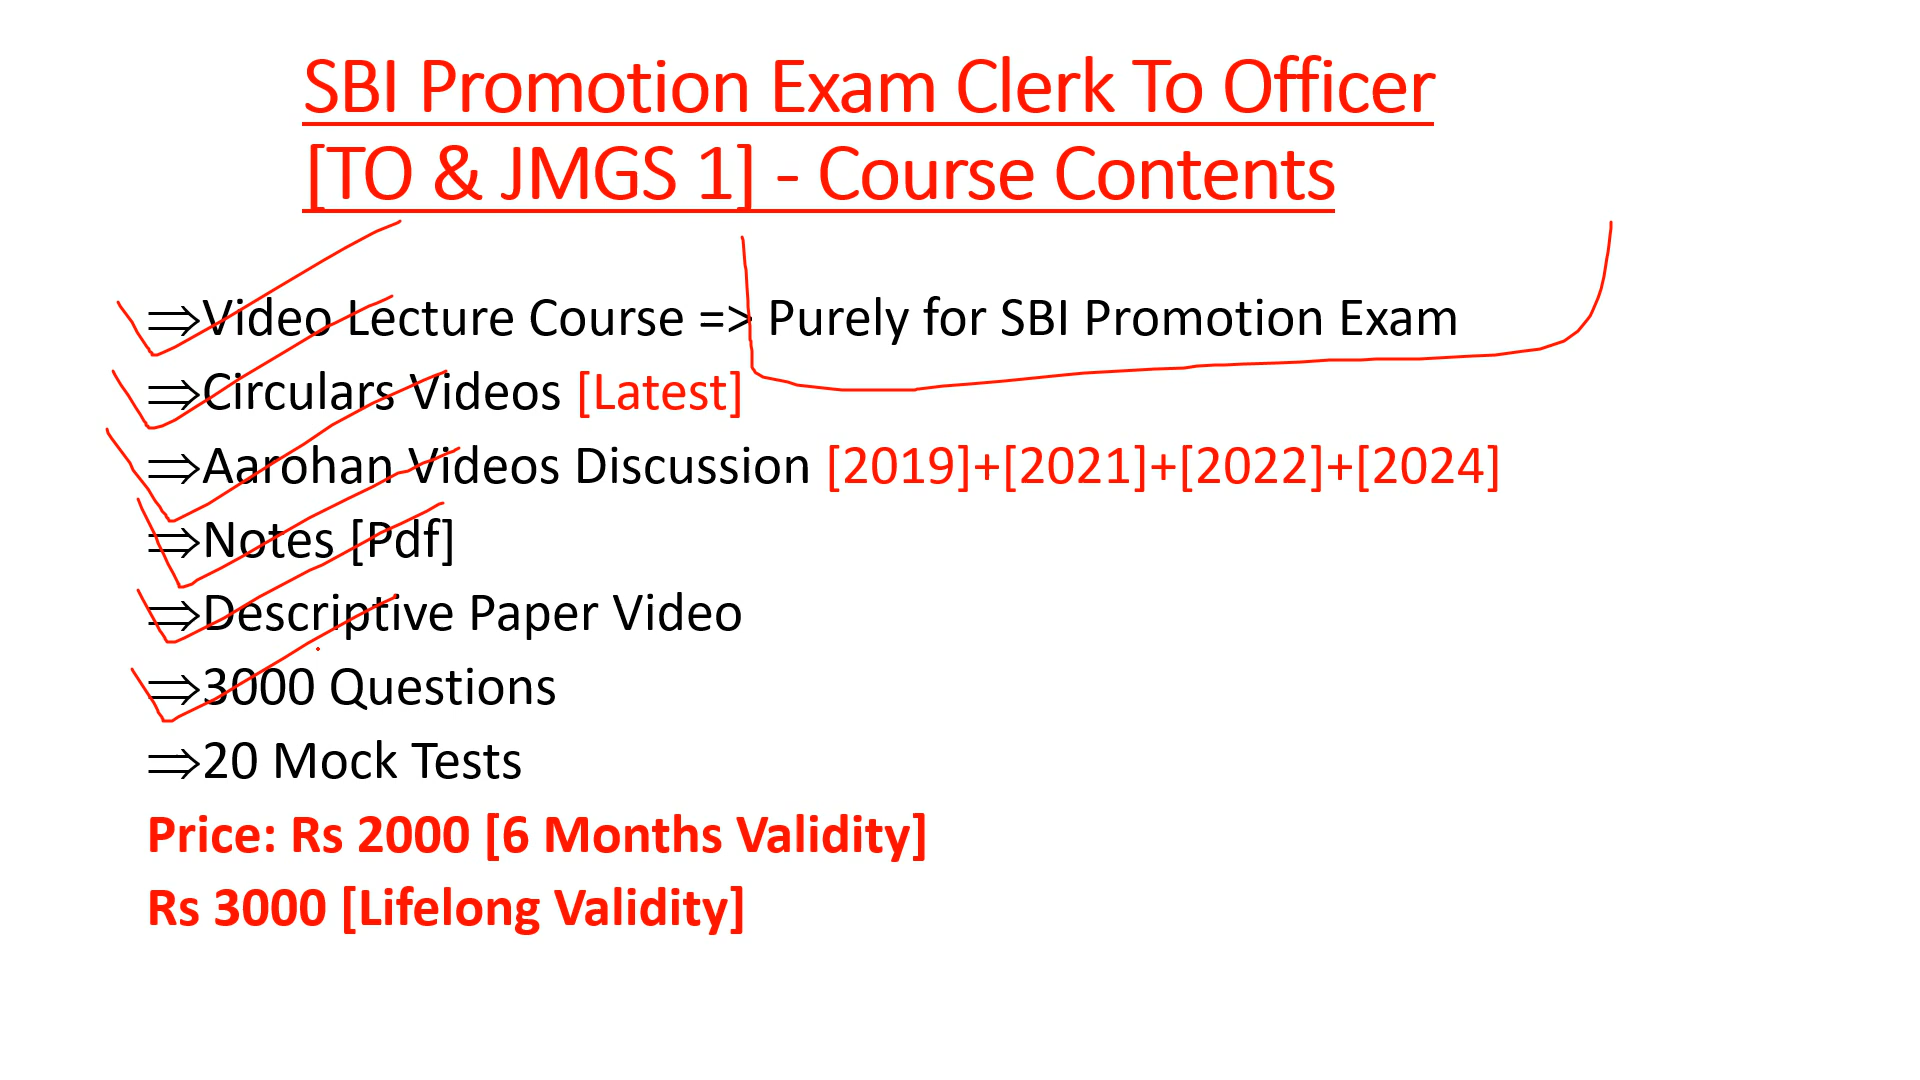 SBI Promotion Exam Clerk To Officer
[TO & JMGS 1] - Course Contents
⇒Video Lecture Course => Purely for SBI Promotion Exam
⇒Circulars Videos [Latest]
⇒Aarohan Videos Discussion [2019]+[2021]+[2022]+[2024]
⇒Notes [Pdf]
⇒Descriptive Paper Video
⇒3000 Questions
⇒20 Mock Tests
Price: Rs 2000 [6 Months Validity]
Rs 3000 [Lifelong Validity]